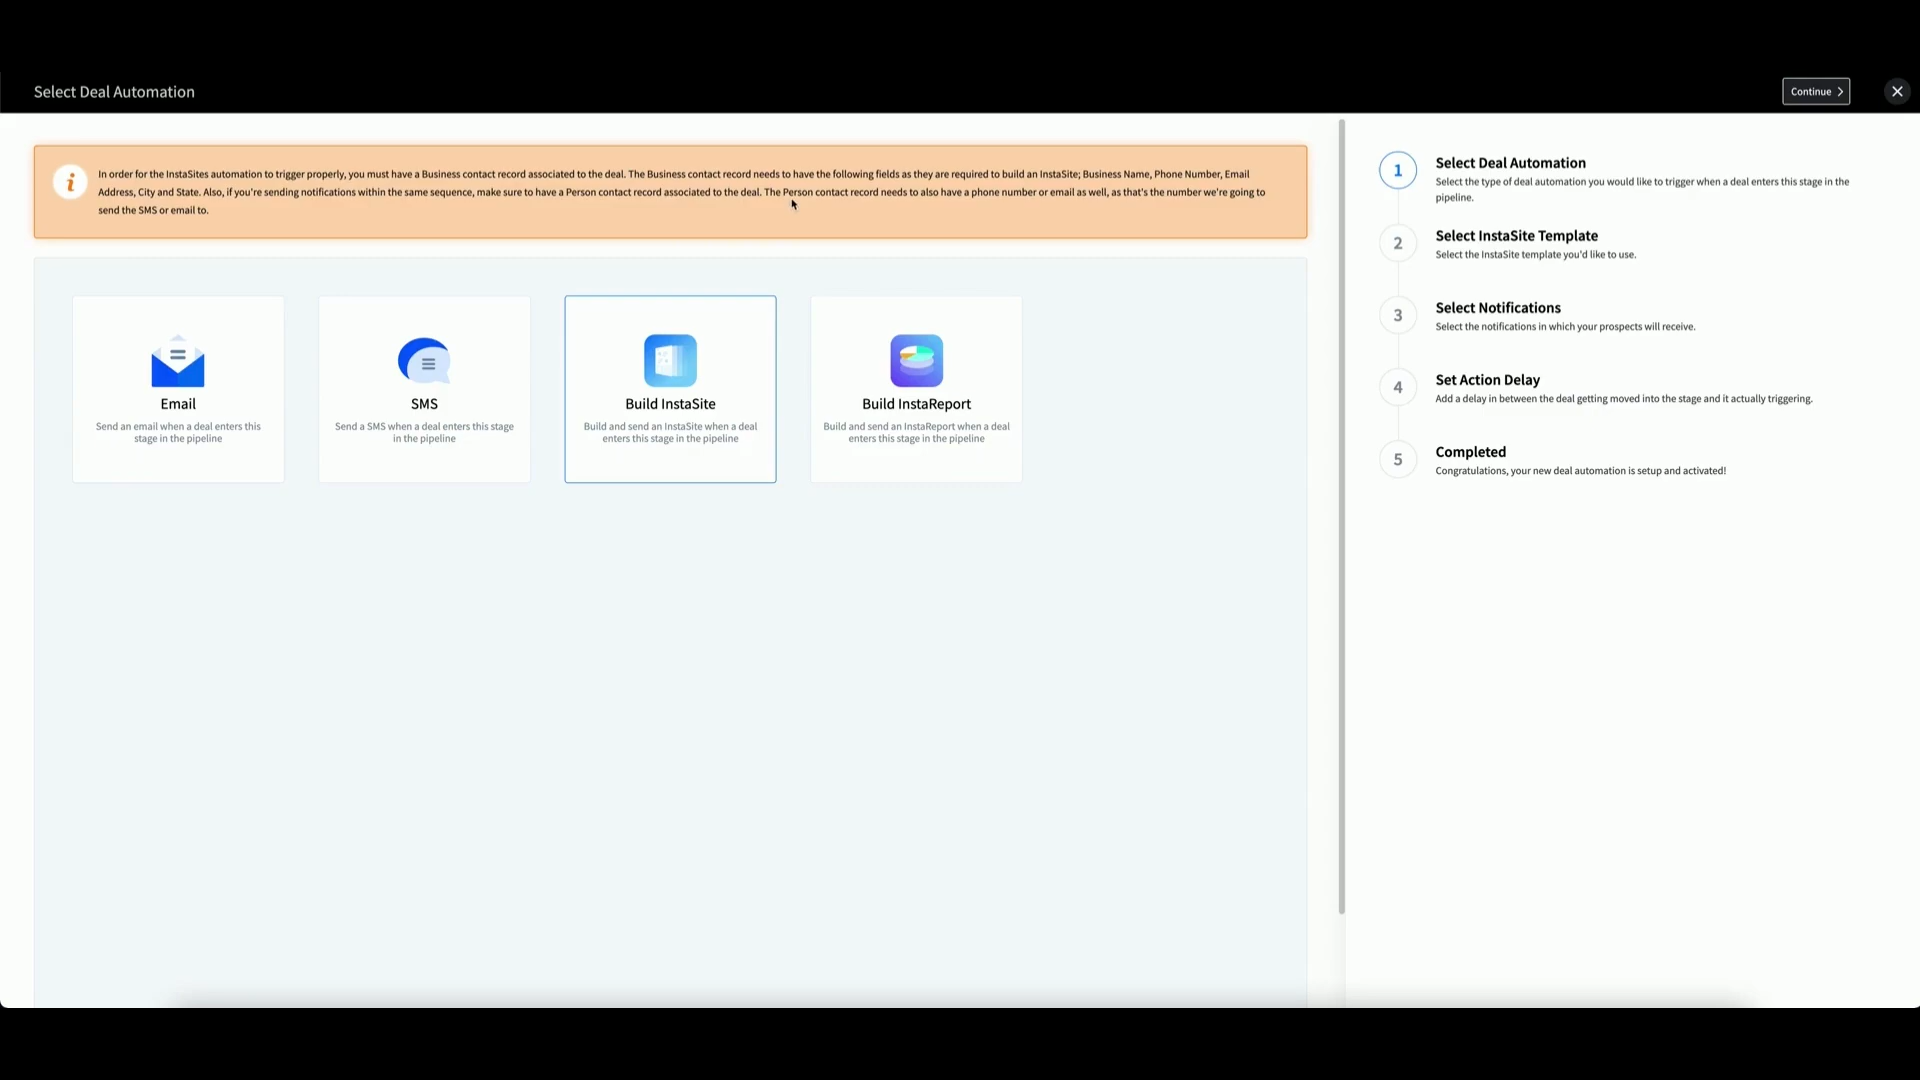 Select Deal Automation
Continue
i
In order for the InstaSites automation to trigger properly, you must have a Business contact record associated to the deal. The Business contact record needs to have the following fields as they are required to build an InstaSite; Business Name, Phone Number, Email
Address, City and State. Also, if you're sending notifications within the same sequence, make sure to have a Person contact record associated to the deal. The Person contact record needs to also have a phone number or email as well, as that's the number we're going to
send the SMS or email to.
Email
Send an email when a deal enters this
stage in the pipeline
SMS
Send a SMS when a deal enters this stage
in the pipeline
Build InstaSite
Build and send an InstaSite when a deal
enters this stage in the pipeline
Build InstaReport
Build and send an InstaReport when a deal
enters this stage in the pipeline
1
Select Deal Automation
Select the type of deal automation you would like to trigger when a deal enters this stage in the
pipeline.
2
Select InstaSite Template
Select the InstaSite template you'd like to use.
3
Select Notifications
Select the notifications in which your prospects will receive.
4
Set Action Delay
Add a delay in between the deal getting moved into the stage and it actually triggering.
5
Completed
Congratulations, your new deal automation is setup and activated!